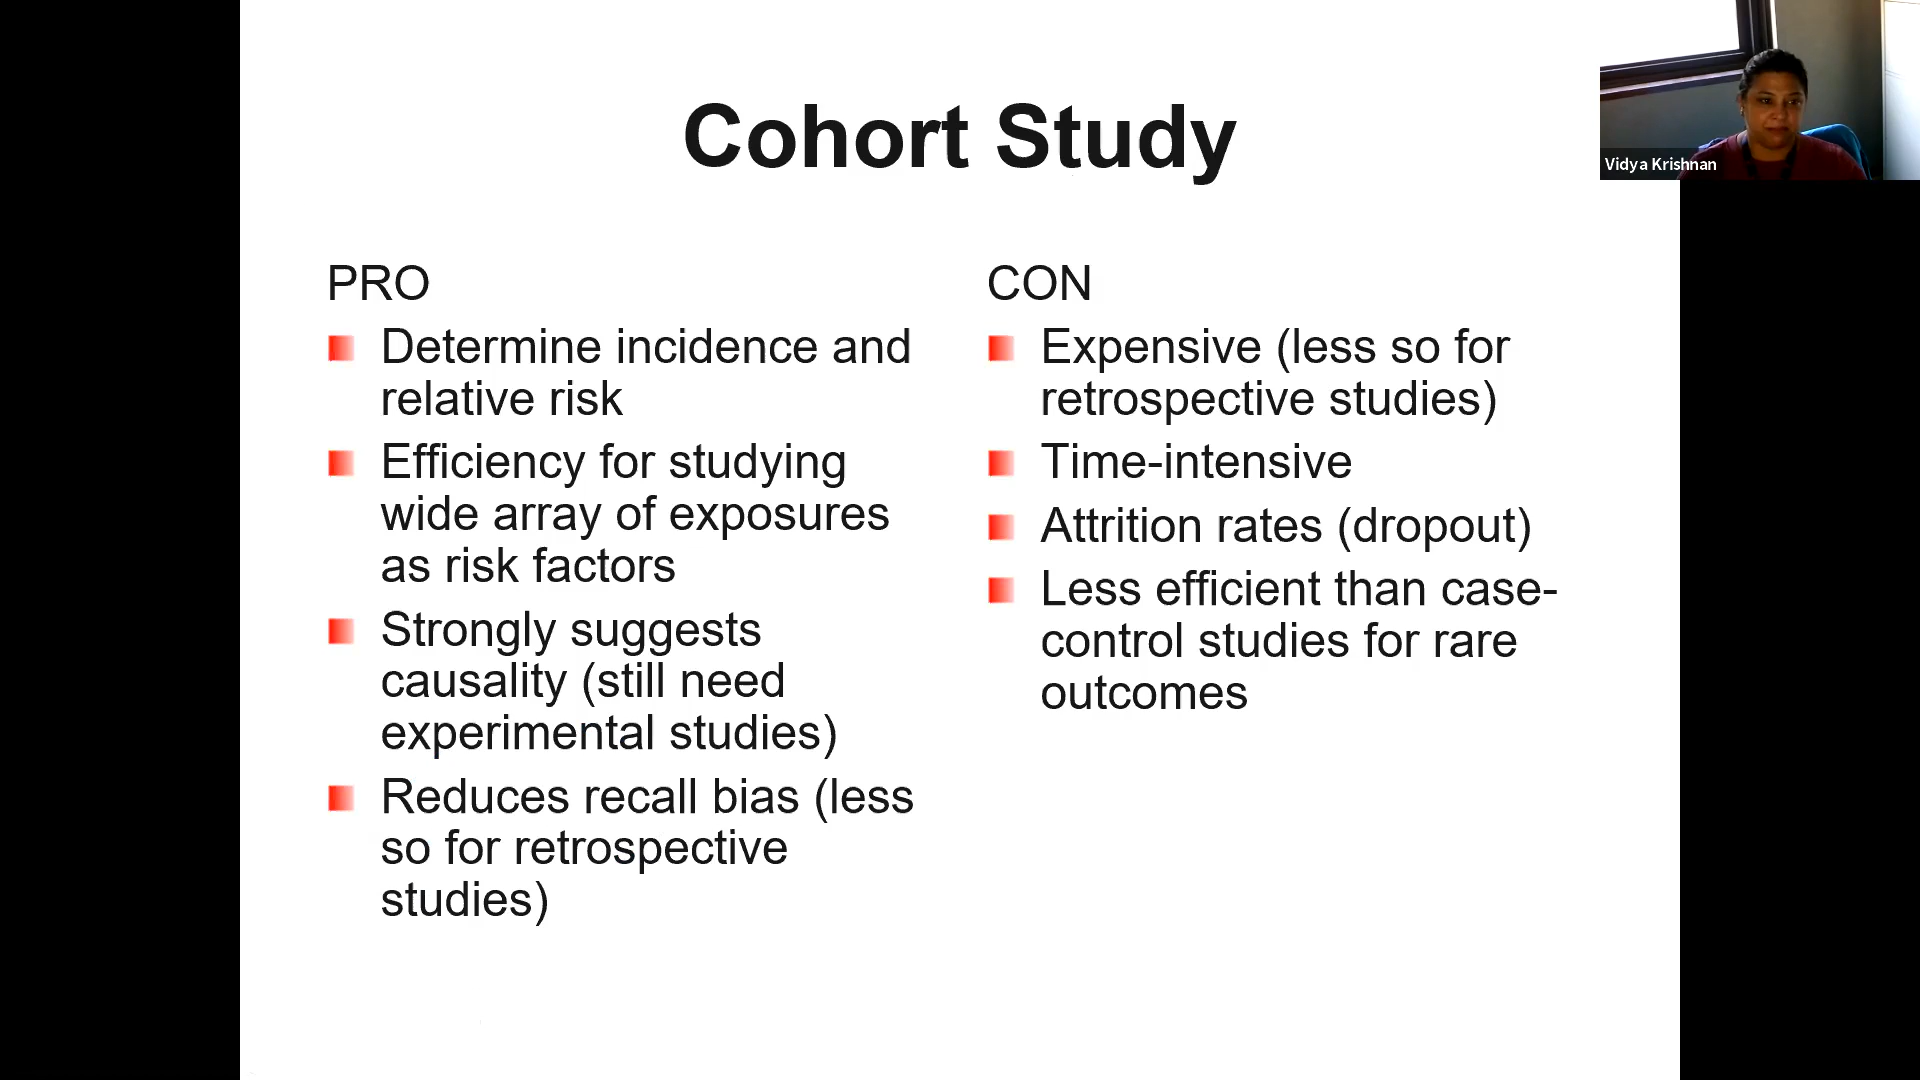 Cohort Study
Vidya Krishnan
PRO
Determine incidence and
relative risk
Efficiency for studying
wide array of exposures
as risk factors
Strongly suggests
causality (still need
experimental studies)
Reduces recall bias (less
so for retrospective
studies)
CON
Expensive (less so for
retrospective studies)
Time-intensive
Attrition rates (dropout)
Less efficient than case-
control studies for rare
outcomes